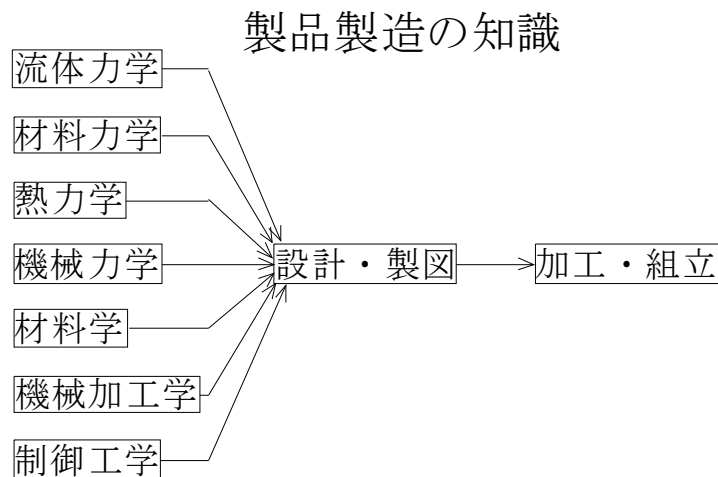 製品製造の知識
流体力学
材料力学
熱力学
機械力学
設計・製図
加工・組立
材料学
機械加工学
制御工学